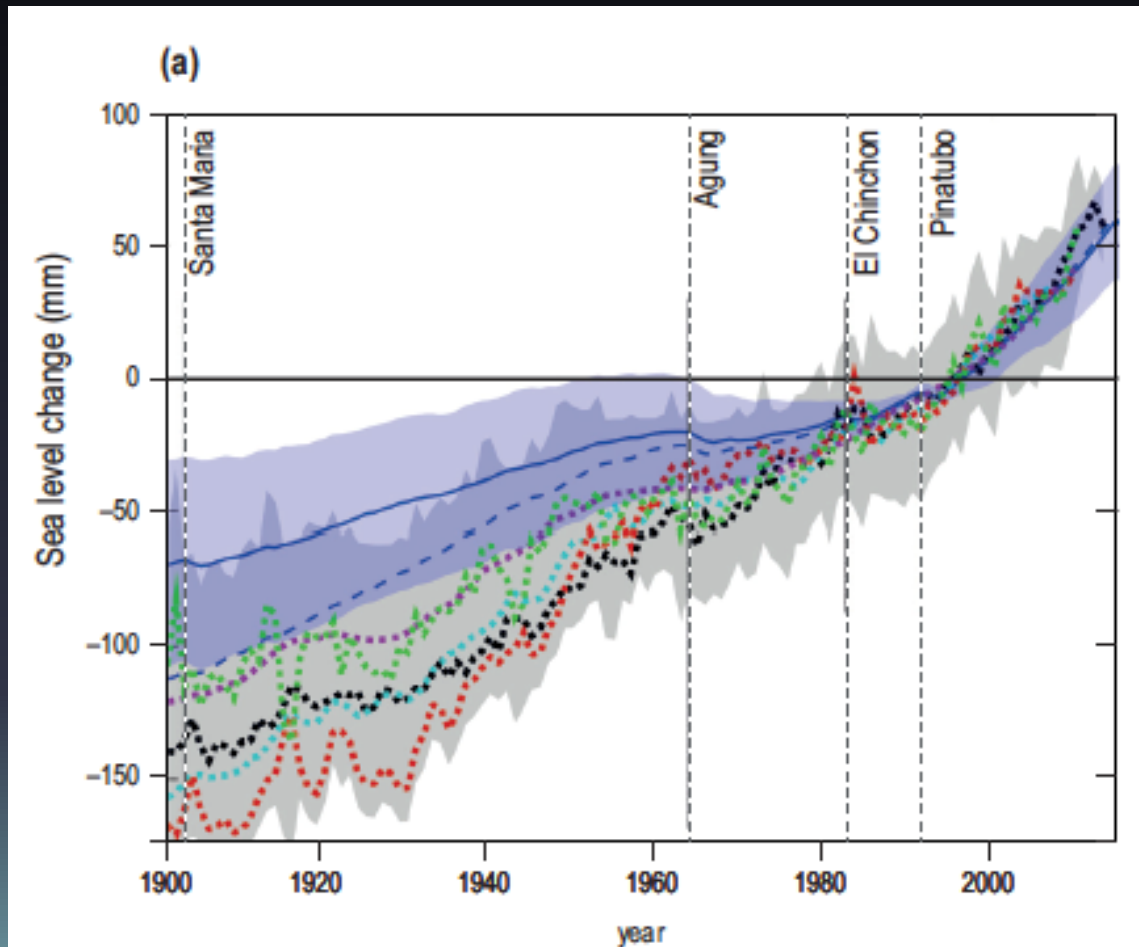 (a)
100
50
0
−50
−100
−150
Sea level change (mm)
Santa Maria
Agung
El Chinchon
Pinatubo
1900 1920 1940 1960 1980 2000
year